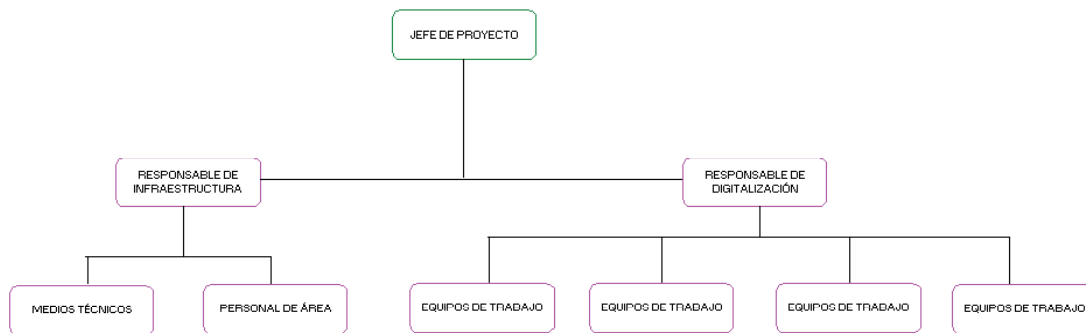 JEFE DE PROYECTO
RESPONSABLE DE
INFRAESTRUCTURA
RESPONSABLE DE
DIGITALIZACIÓN
MEDIOS TÉCNICOS
PERSONAL DE ÁREA
EQUIPOS DE TRADAJO
EQUIPOS DE TRADAJO
EQUIPOS DE TRADAJO
EQUIPOS DE TRABAJO